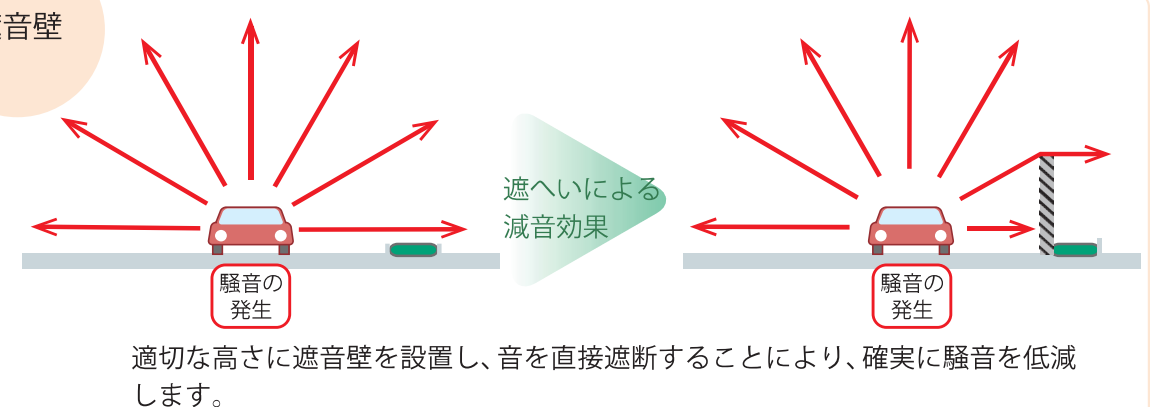 音壁
遮へいによる
減音効果
騒音の
発生
騒音の
発生
適切な高さに遮音壁を設置し、音を直接遮断することにより、確実に騒音を低減
します。